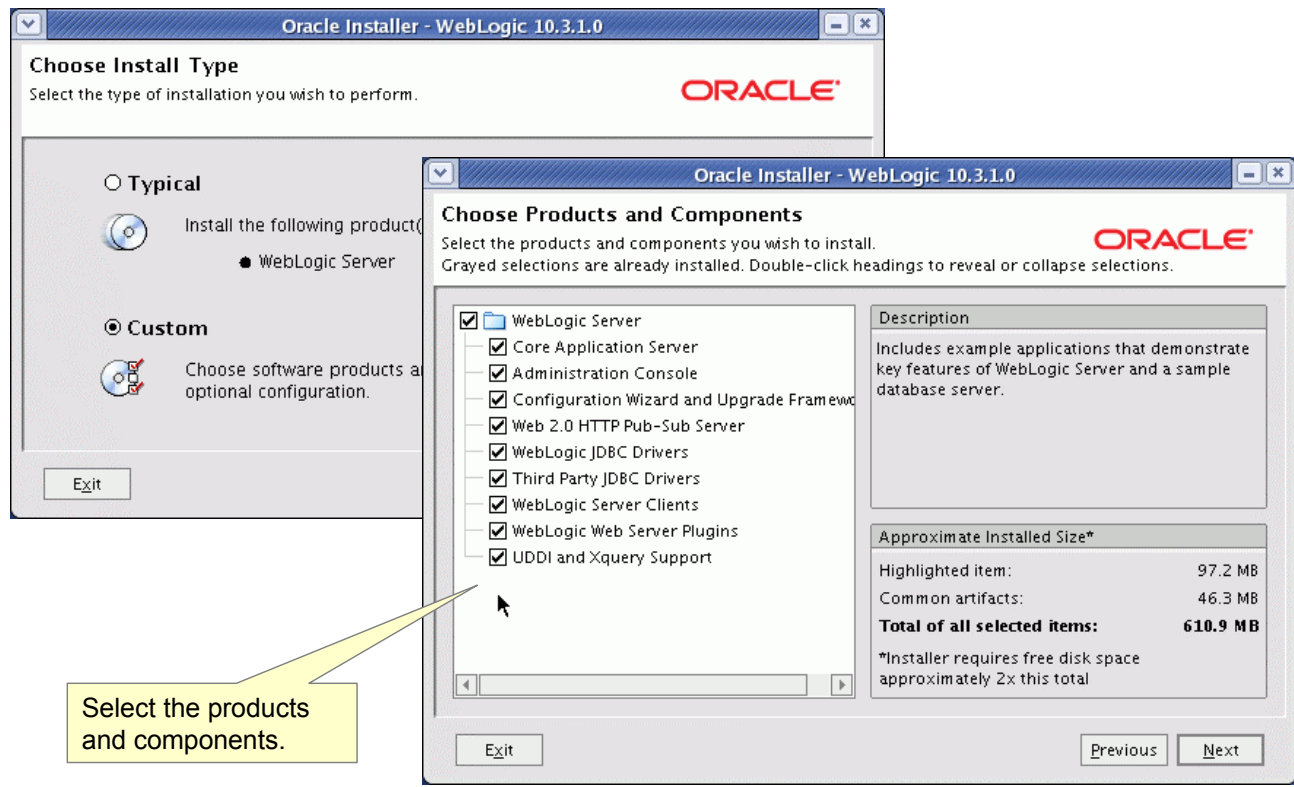 Oracle Installer - WebLogic 10.3.1.0
Choose Install Type
Select the type of installation you wish to perform.
ORACLE
Typical
Install the following product(
WebLogic Server
Custom
Choose software products a
optional configuration.
Exit
Oracle Installer - WebLogic 10.3.1.0
Choose Products and Components
Select the products and components you wish to install.
Grayed selections are already installed. Double-click headings to reveal or collapse selections.
ORACLE
WebLogic Server
Core Application Server
Administration Console
Configuration Wizard and Upgrade Framewo
Web 2.0 HTTP Pub-Sub Server
WebLogic JDBC Drivers
Third Party JDBC Drivers
WebLogic Server Clients
WebLogic Web Server Plugins
UDDI and Xquery Support
Description
Includes example applications that demonstrate
key features of WebLogic Server and a sample
database server.
Approximate Installed Size*
Highlighted item: 97.2 MB
Common artifacts: 46.3 MB
Total of all selected items: 610.9 MB
*Installer requires free disk space
approximately 2x this total
Exit
Previous
Next
Select the products
and components.